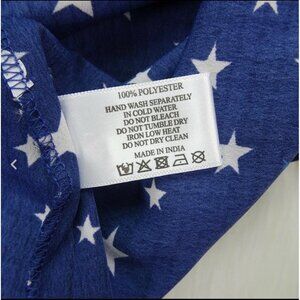 100% POLYESTER
HAND WASH SEPARATELY
IN COLD WATER
DO NOT BLEACH
DO NOT TUMBLE DRY
IRON LOW HEAT
DO NOT DRY CLEAN
MADE IN INDIA